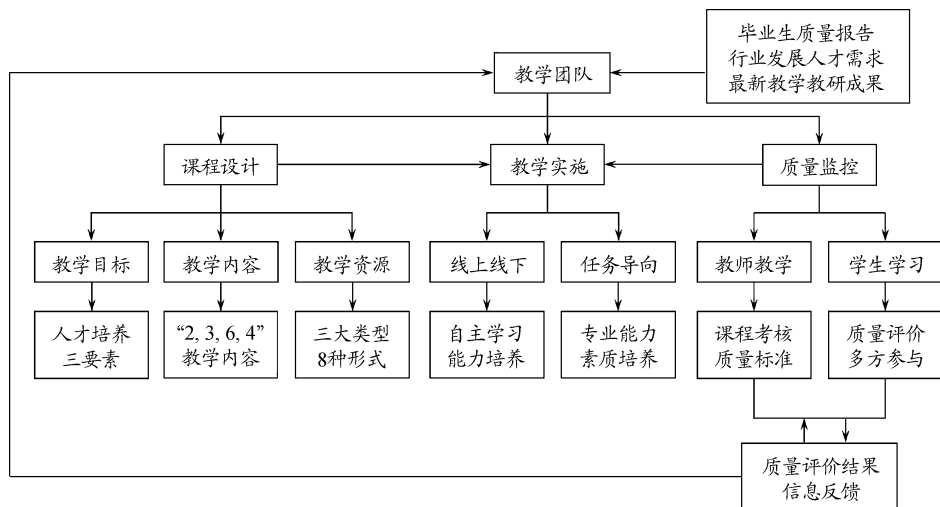 毕业生质量报告
行业发展人才需求
最新教学教研成果
教学团队
课程设计
教学实施
质量监控
教学目标
教学内容
教学资源
线上线下
任务导向
教师教学
学生学习
人才培养
三要素
“2, 3, 6, 4”
教学内容
三大类型
8种形式
自主学习
能力培养
专业能力
素质培养
课程考核
质量标准
质量评价
多方参与
质量评价结果
信息反馈